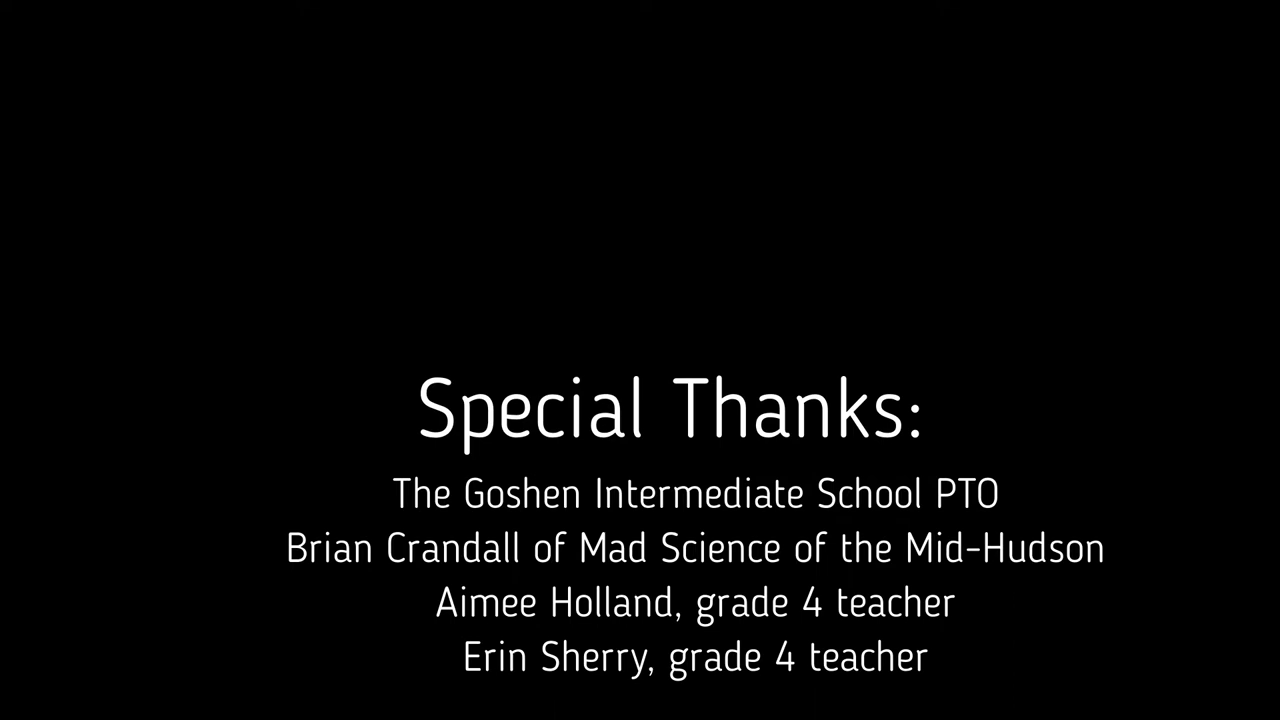 Special Thanks:
The Goshen Intermediate School PTO
Brian Crandall of Mad Science of the Mid-Hudson
Aimee Holland, grade 4 teacher
Erin Sherry, grade 4 teacher